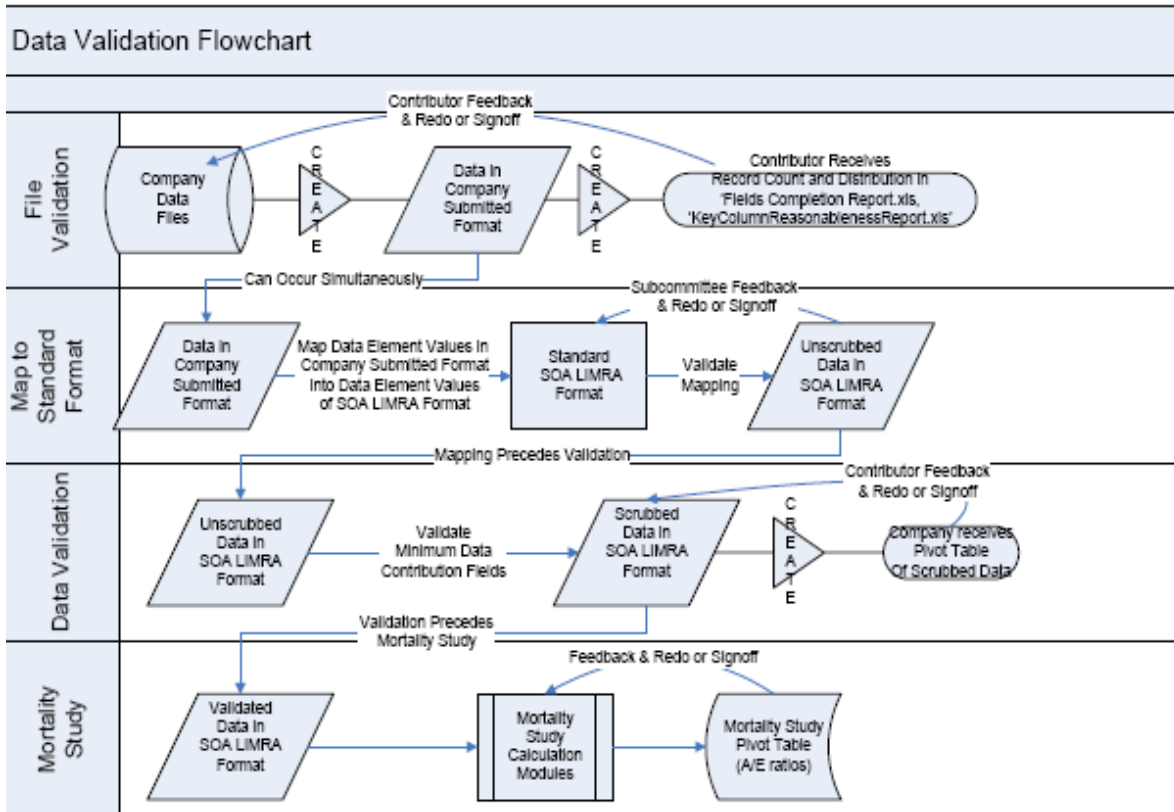 Data Validation Flowchart
Contributor Feedback
& Redo or Signoff
File
Validation
Company
Data
Files
CREATE
Data in
Company
Submitted
Format
CREATE
Contributor Receives
Record Count and Distribution in
'Fields Completion Report.xls,
'KeyColumnReasonablenessReport.xls'
Can Occur Simultaneously
Map to
Standard
Format
Data in
Company
Submitted
Format
Map Data Element Values in
Company Submitted Format
into Data Element Values
of SOA LIMRA Format
Standard
SOA LIMRA
Format
Subcommittee Feedback
& Redo or Signoff
Validate
Mapping
Unscrubbed
Data in
SOA LIMRA
Format
Mapping Precedes Validation
Data Validation
Unscrubbed
Data in
SOA LIMRA
Format
Validate
Minimum Data
Contribution Fields
Scrubbed
Data in
SOA LIMRA
Format
CREATE
Contributor Feedback
& Redo or Signoff
Company receives
Pivot Table
Of Scrubbed Data
Validation Precedes
Mortality Study
Mortality
Study
Validated
Data in
SOA LIMRA
Format
Feedback & Redo or Signoff
Mortality
Study
Calculation
Modules
Mortality Study
Pivot Table
(A/E ratios)